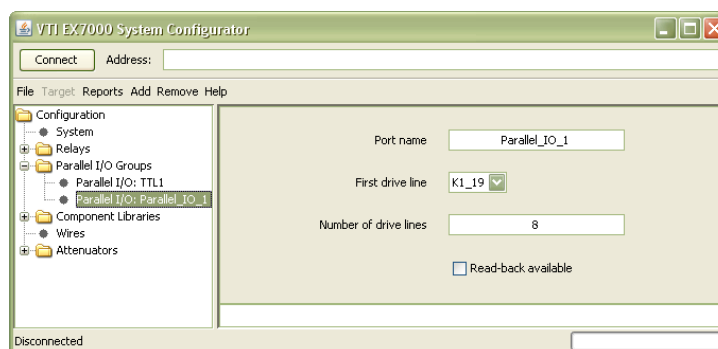 VTI EX7000 System Configurator
Connect Address:
File Target Reports Add Remove Help
Configuration
System
Relays
Parallel I/O Groups
Parallel I/O: TTL1
Parallel I/O: Parallel_IO_1
Component Libraries
Wires
Attenuators
Port name Parallel_IO_1
First drive line K1_19
Number of drive lines 8
Read-back available
Disconnected